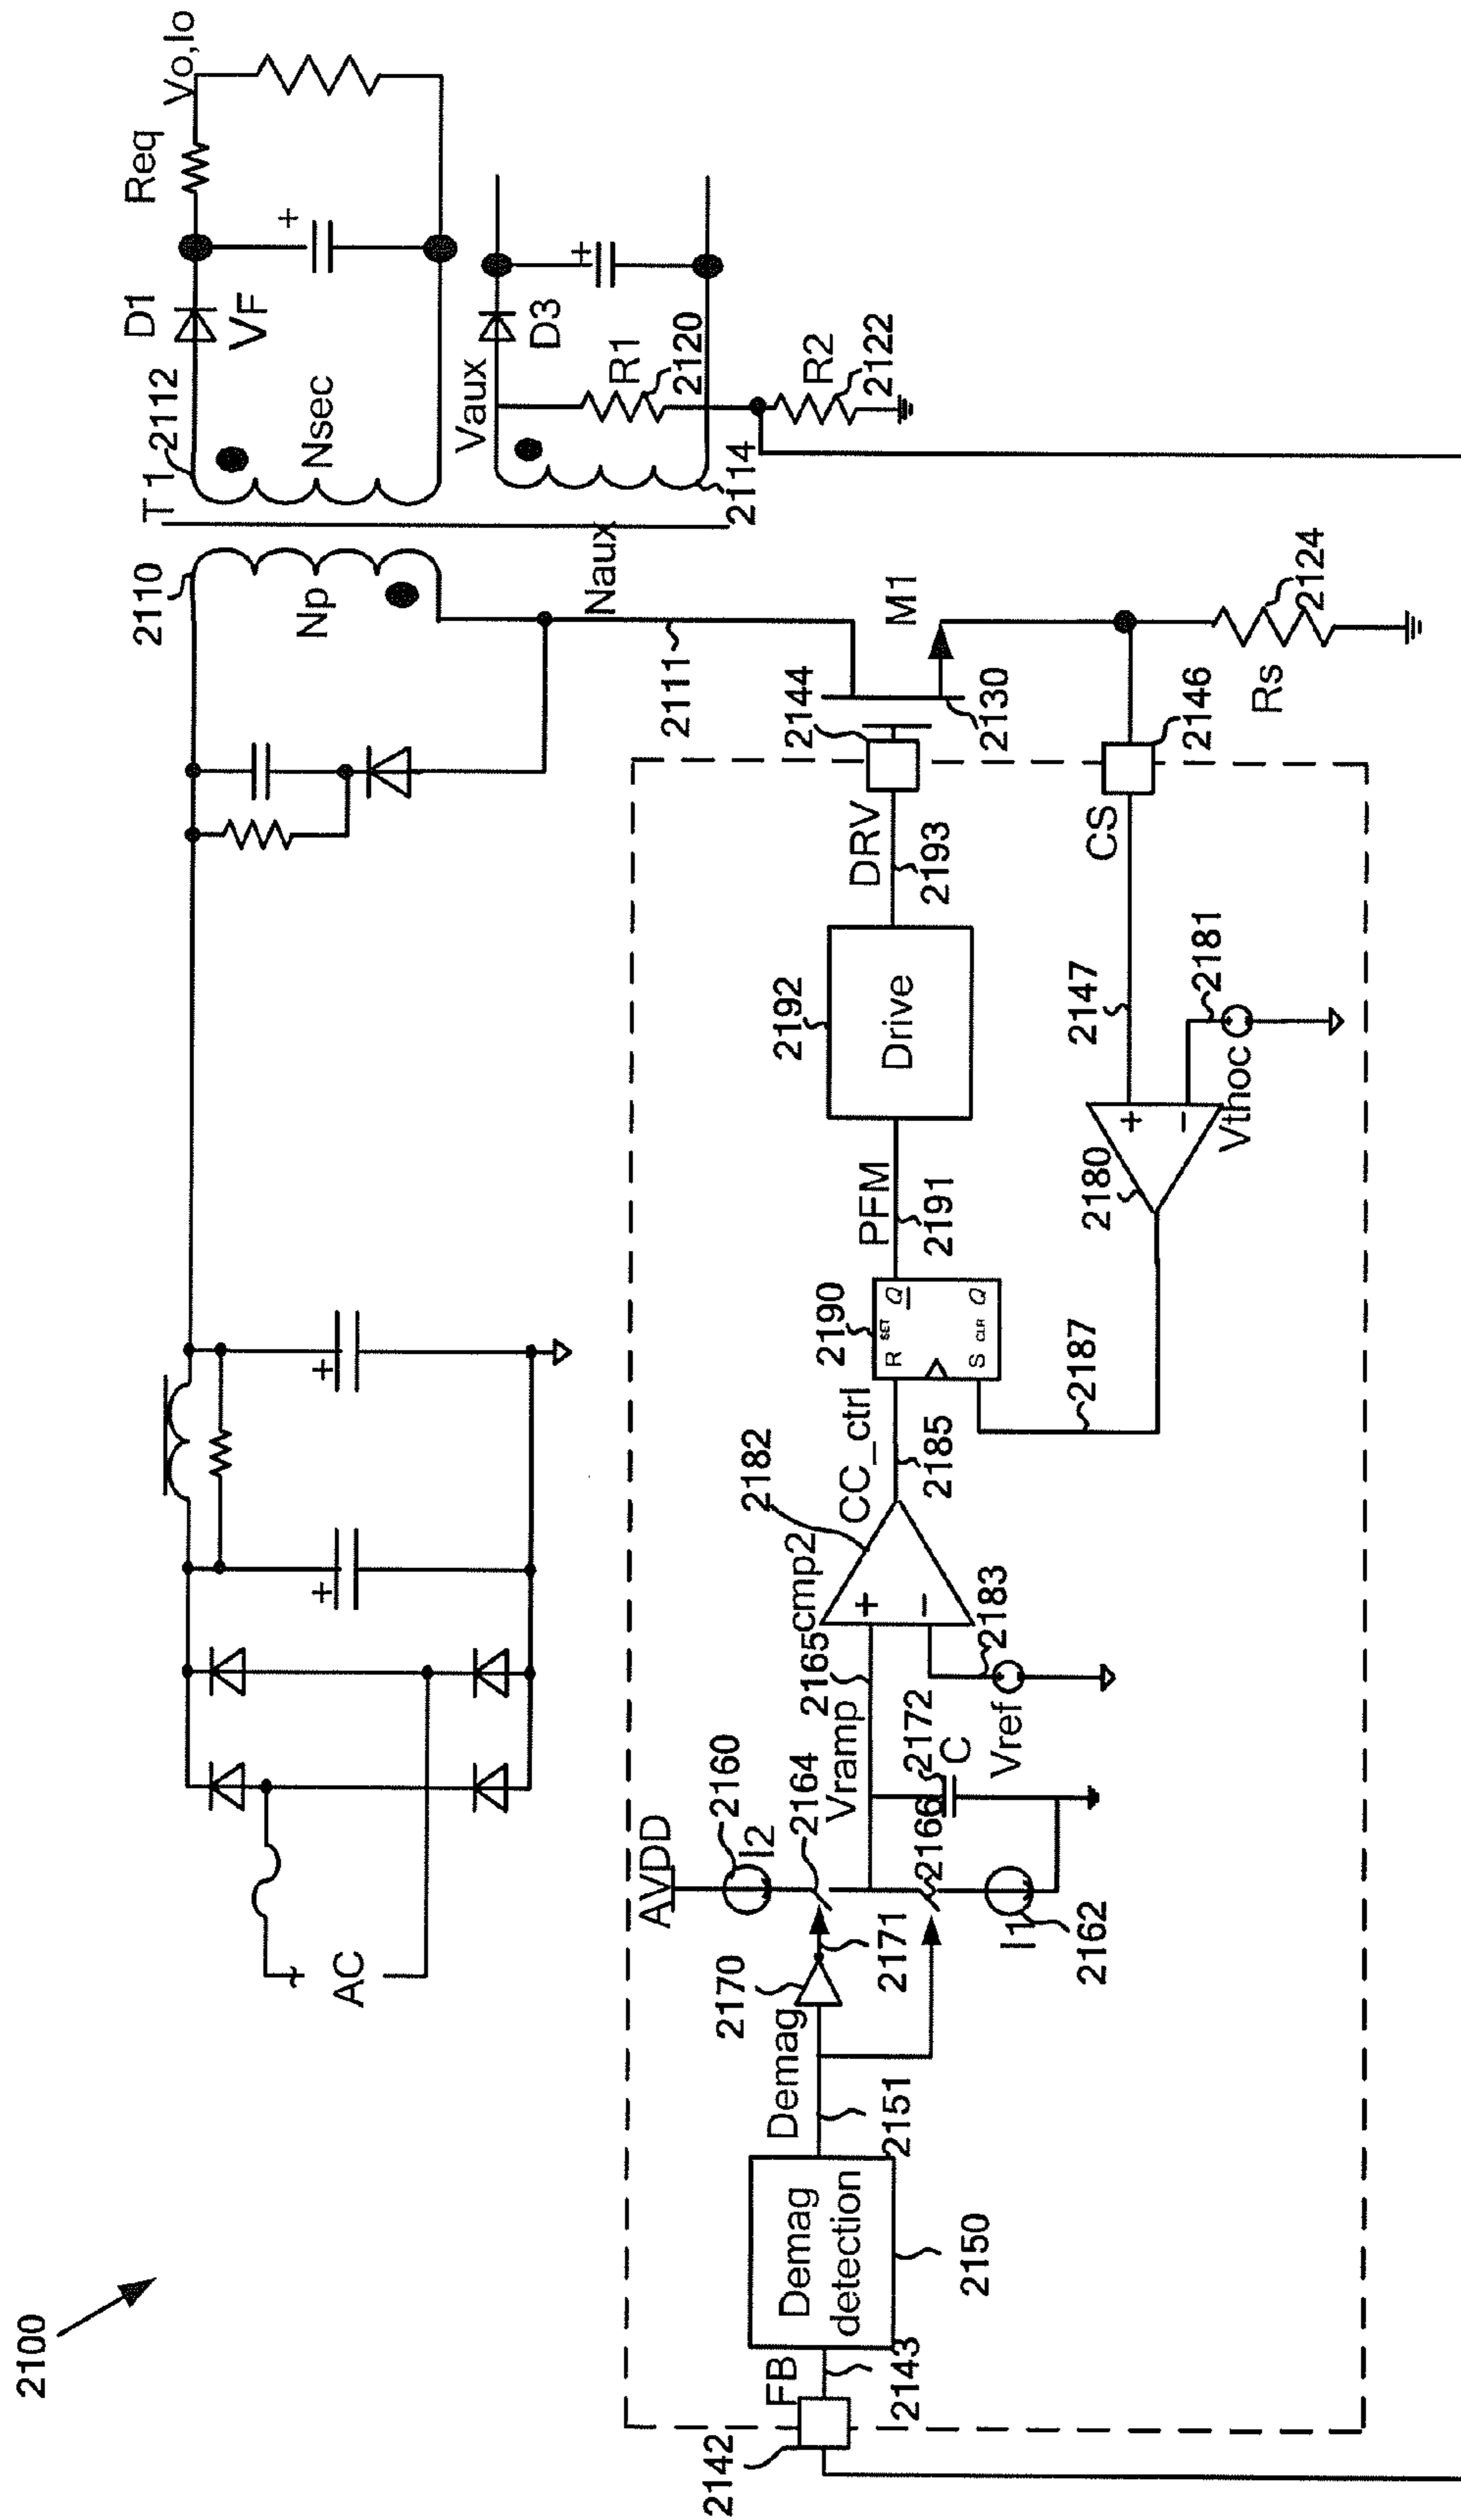 2100
AC
2110
Np
T1
2112
Nsec
D1
VF
+
Req
Vo,Io
+
+
Naux
2114
Vaux
D3
+
R1
2120
R2
2122
2111
M1
2130
2144
2146
Rs
2124
2142
FB
2143
Demag
detection
2150
Demag
2151
2170
2171
AVDD
2160
I2
2164
2166
I1
2162
Vramp
2165
2172
C
Vref
2183
cmp2
+
−
2182
CC_ctrl
2185
2190
R SET Q
S CLR Q
2187
PFM
2191
2192
Drive
DRV
2193
CS
2147
2181
+
−
Vthoc
2180